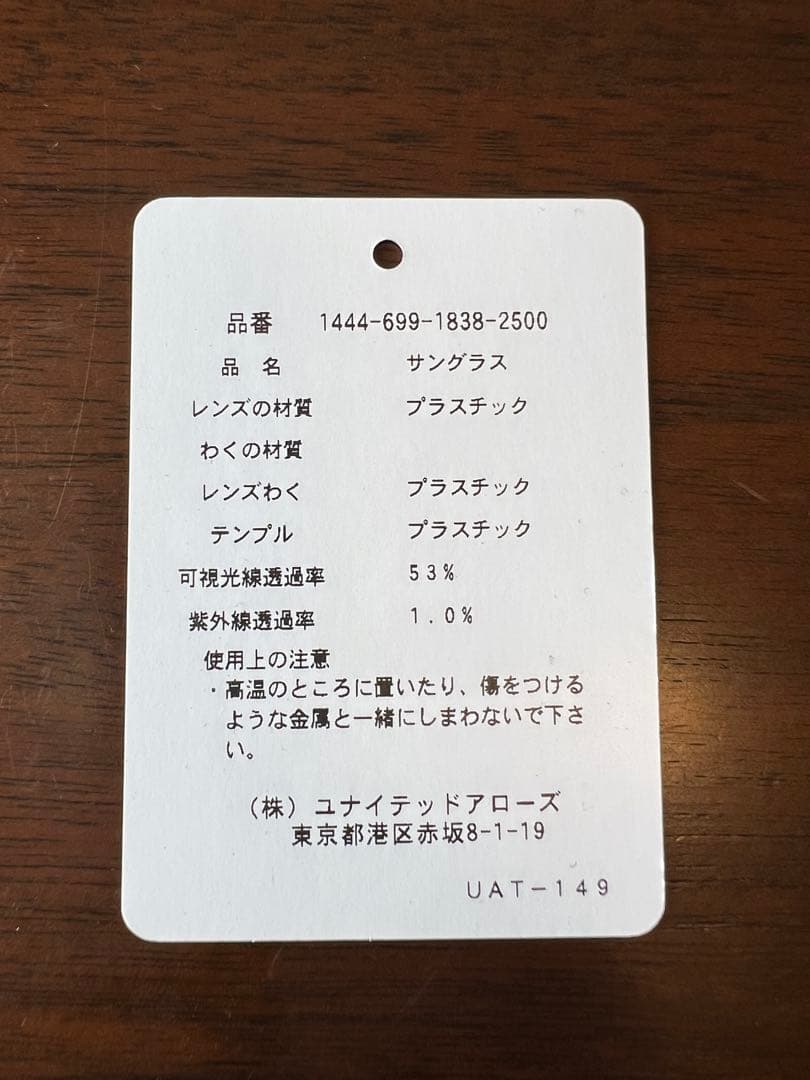 品番 1444-699-1838-2500
品 名 サングラス
レンズの材質 プラスチック
わくの材質
レンズわく プラスチック
テンプル プラスチック
可視光線透過率 53%
紫外線透過率 1.0%
使用上の注意
・高温のところに置いたり、傷をつける
ような金属と一緒にしまわないで下さ
い。
(株)ユナイテッドアローズ
東京都港区赤坂8-1-19
UAT-149